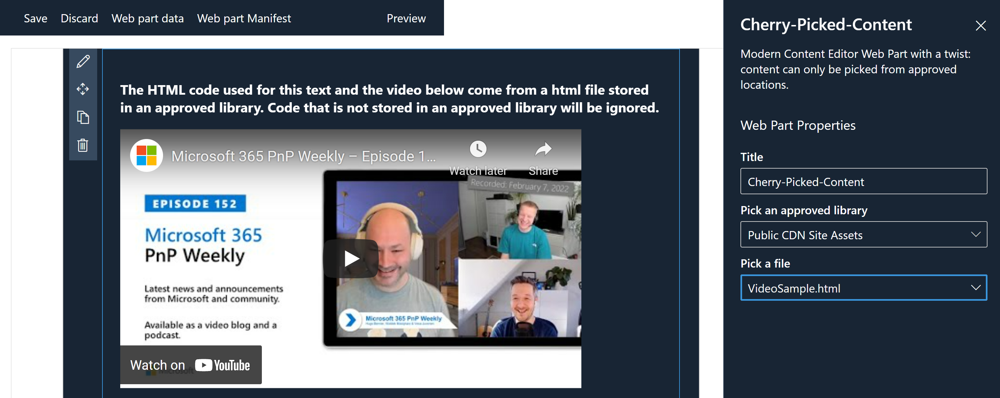 Save Discard Web part data Web part Manifest Preview
The HTML code used for this text and the video below come from a html file stored
in an approved library. Code that is not stored in an approved library will be ignored.
Microsoft 365 PnP Weekly – Episode 1...
Watch later Share
Recorded: February 7, 2022
EPISODE 152
Microsoft 365
PnP Weekly
Latest news and announcements
from Microsoft and community.
Available as a video blog and a
podcast.
Microsoft 365 PnP Weekly
Watch on YouTube
Microsoft
Cherry-Picked-Content
Modern Content Editor Web Part with a twist:
content can only be picked from approved
locations.
Web Part Properties
Title
Cherry-Picked-Content
Pick an approved library
Public CDN Site Assets
Pick a file
VideoSample.html